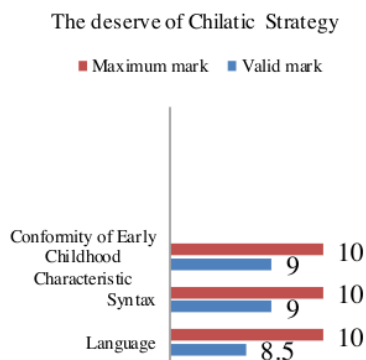 The deserve of Chilatic Strategy
Maximum mark Valid mark
Conformity of Early
Childhood
Characteristic
10
9
Syntax
10
9
Language
10
8.5